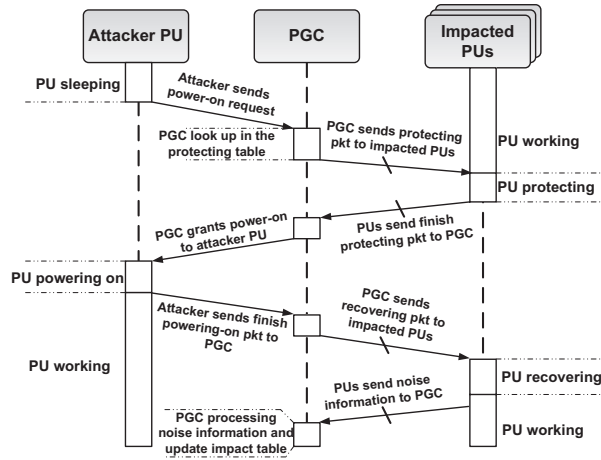 Attacker PU
PGC
Impacted
PUs
PU sleeping
Attacker sends
power-on request
PGC look up in the
protecting table
PGC sends protecting
pkt to impacted PUs
PU working
PU protecting
PGC grants power-on
to attacker PU
PUs send finish
protecting pkt to PGC
PU powering on
Attacker sends finish
powering-on pkt to
PGC
PGC sends
recovering pkt to
impacted PUs
PU working
PU recovering
PUs send noise
information to PGC
PGC processing
noise information and
update impact table
PU working